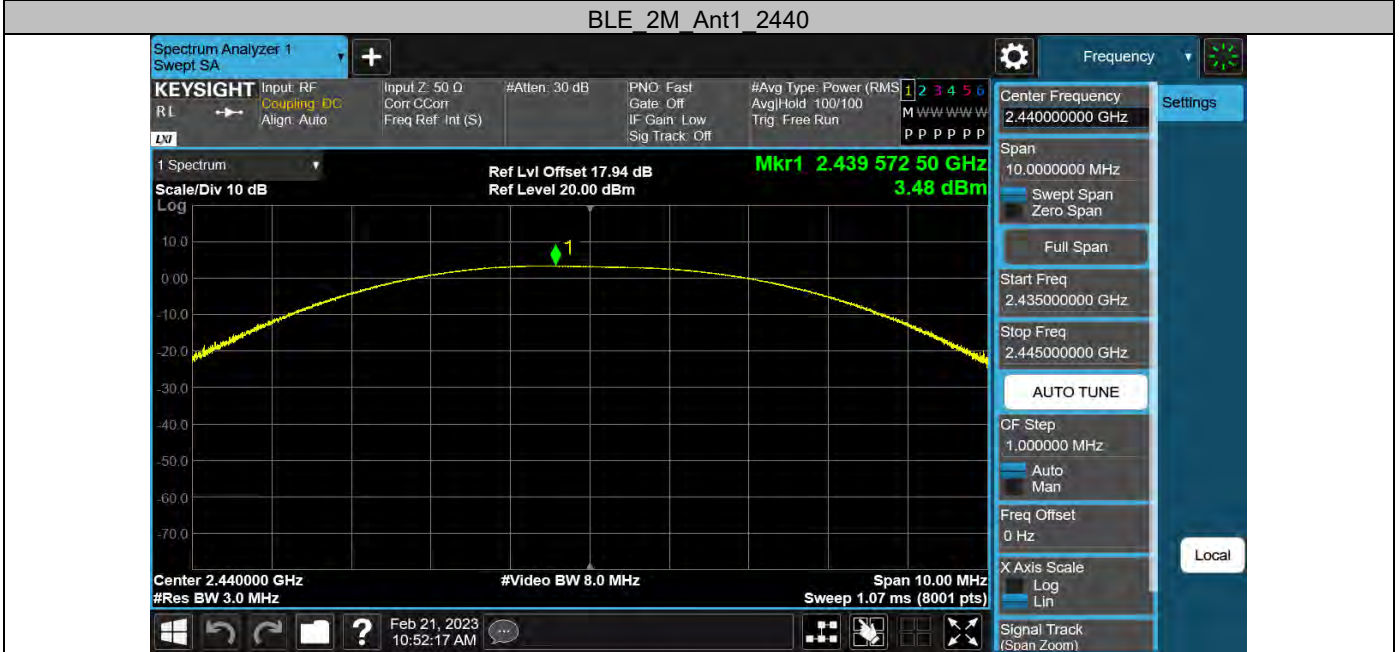 BLE_2M_Ant1_2440
Spectrum Analyzer 1
Swept SA
+
Frequency
KEYSIGHT
R L
LXI
Input: RF
Coupling: DC
Align: Auto
Input Z: 50 Ω
Corr CCorr
Freq Ref: Int (S)
#Atten: 30 dB
PNO: Fast
Gate: Off
IF Gain: Low
Sig Track: Off
#Avg Type: Power (RMS
Avg|Hold: 100/100
Trig: Free Run
1 2 3 4 5 6
M W W W W W
P P P P P P
Center Frequency
2.440000000 GHz
Settings
Span
10.0000000 MHz
Swept Span
Zero Span
Full Span
Start Freq
2.435000000 GHz
Stop Freq
2.445000000 GHz
AUTO TUNE
CF Step
1.000000 MHz
Auto
Man
Freq Offset
0 Hz
X Axis Scale
Log
Lin
Signal Track
(Span Zoom)
Local
1 Spectrum
Scale/Div 10 dB
Log
Ref Lvl Offset 17.94 dB
Ref Level 20.00 dBm
Mkr1 2.439 572 50 GHz
3.48 dBm
1
10.0
0.00
-10.0
-20.0
-30.0
-40.0
-50.0
-60.0
-70.0
Center 2.440000 GHz
#Res BW 3.0 MHz
#Video BW 8.0 MHz
Span 10.00 MHz
Sweep 1.07 ms (8001 pts)
?
Feb 21, 2023
10:52:17 AM